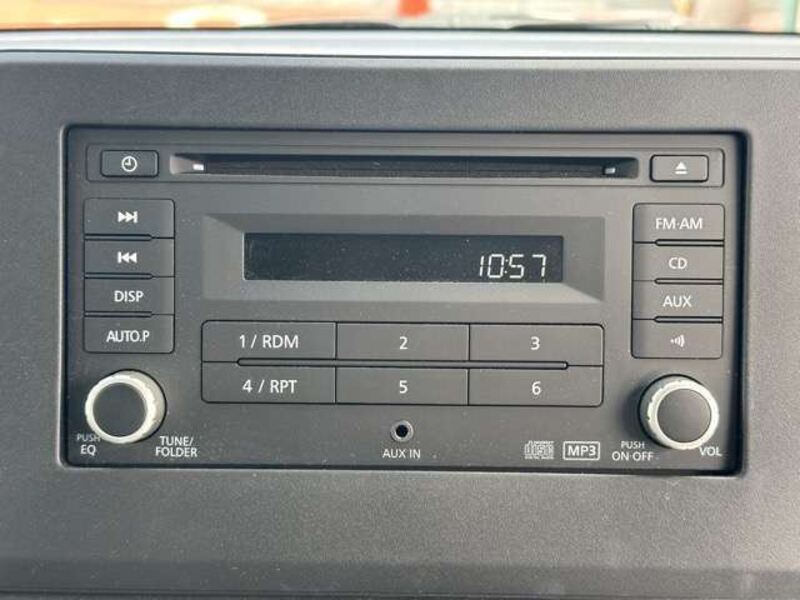 FM·AM
10:57
CD
DISP
AUX
AUTO.P
1 / RDM
2
3
4 / RPT
5
6
PUSH
EQ
TUNE/
FOLDER
AUX IN
disc
MP3
PUSH
ON·OFF
VOL